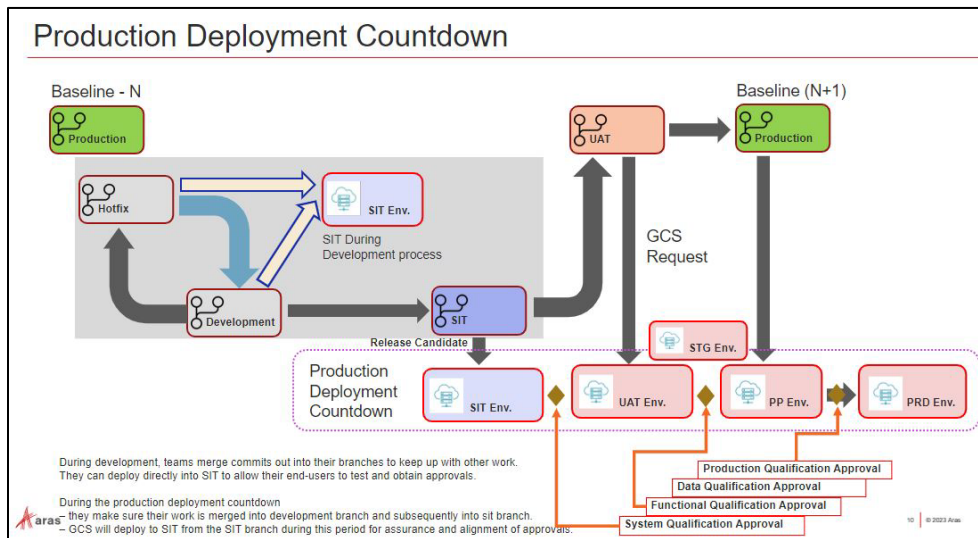 Production Deployment Countdown
Baseline - N
Baseline (N+1)
Production
UAT
Production
Hotfix
SIT Env.
SIT During
Development process
GCS
Request
Development
SIT
Release Candidate
STG Env.
Production
Deployment
Countdown
SIT Env.
UAT Env.
PP Env.
PRD Env.
During development, teams merge commits out into their branches to keep up with other work.
They can deploy directly into SIT to allow their end-users to test and obtain approvals.
Production Qualification Approval
Data Qualification Approval
Functional Qualification Approval
System Qualification Approval
During the production deployment countdown
– they make sure their work is merged into development branch and subsequently into sit branch.
– GCS will deploy to SIT from the SIT branch during this period for assurance and alignment of approvals.
aras
10 © 2023 Aras